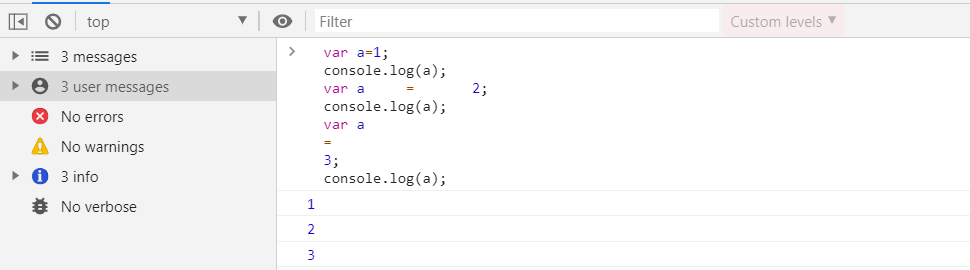 top
Filter
Custom levels
3 messages
3 user messages
No errors
No warnings
3 info
No verbose
var a=1;
console.log(a);
var a     =       2;
console.log(a);
var a
=
3;
console.log(a);
1
2
3